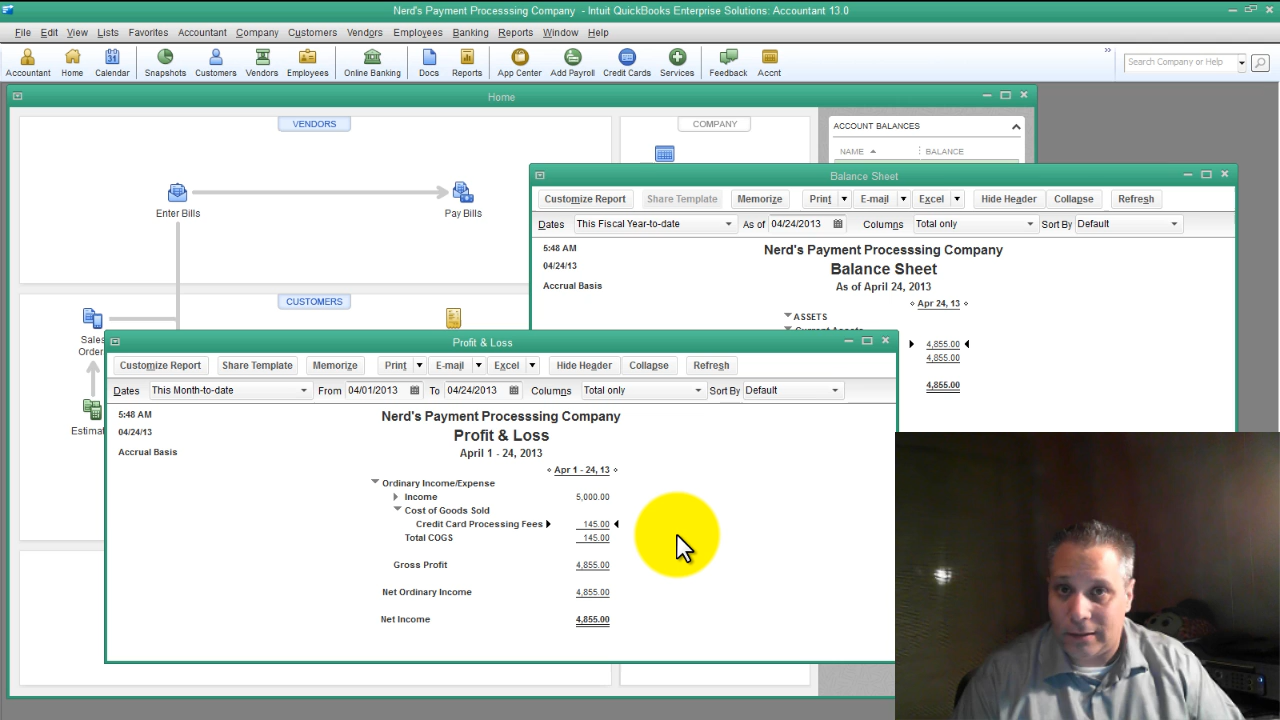 Nerd's Payment Processsing Company - Intuit QuickBooks Enterprise Solutions: Accountant 13.0
File Edit View Lists Favorites Accountant Company Customers Vendors Employees Banking Reports Window Help
Accountant Home Calendar Snapshots Customers Vendors Employees Online Banking Docs Reports App Center Add Payroll Credit Cards Services Feedback Accnt
Search Company or Help
Home
VENDORS
COMPANY
ACCOUNT BALANCES
NAME BALANCE
Enter Bills
Pay Bills
CUSTOMERS
Sales
Order
Estimat
Balance Sheet
Customize Report Share Template Memorize Print E-mail Excel Hide Header Collapse Refresh
Dates This Fiscal Year-to-date As of 04/24/2013 Columns Total only Sort By Default
5:48 AM
04/24/13
Accrual Basis
Nerd's Payment Processsing Company
Balance Sheet
As of April 24, 2013
Apr 24, 13
ASSETS
Current Assets
4,855.00
4,855.00
4,855.00
Profit & Loss
Customize Report Share Template Memorize Print E-mail Excel Hide Header Collapse Refresh
Dates This Month-to-date From 04/01/2013 To 04/24/2013 Columns Total only Sort By Default
5:48 AM
04/24/13
Accrual Basis
Nerd's Payment Processsing Company
Profit & Loss
April 1 - 24, 2013
Apr 1 - 24, 13
Ordinary Income/Expense
Income 5,000.00
Cost of Goods Sold
Credit Card Processing Fees 145.00
Total COGS 145.00
Gross Profit 4,855.00
Net Ordinary Income 4,855.00
Net Income 4,855.00